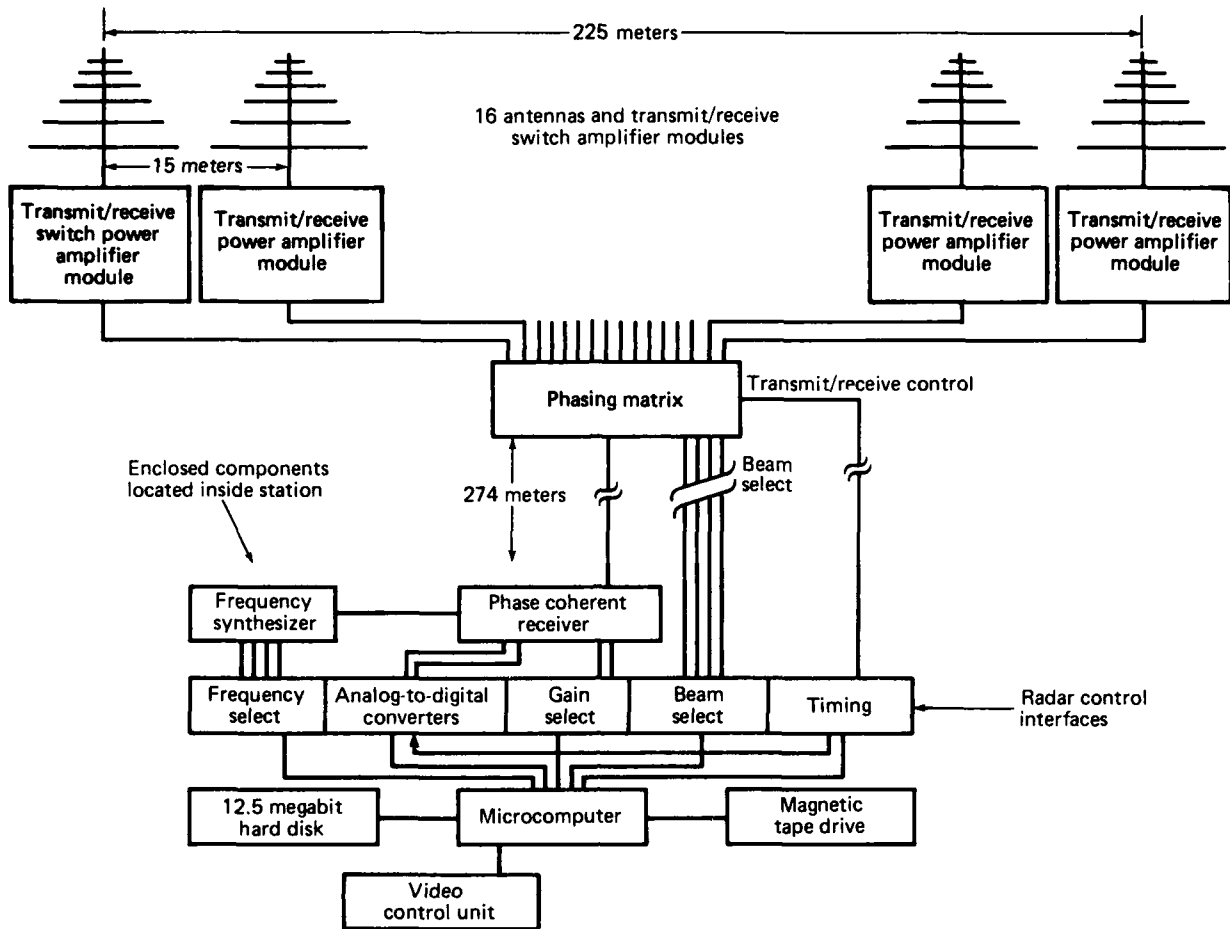 225 meters
16 antennas and transmit/receive
switch amplifier modules
15 meters
Transmit/receive
switch power
amplifier
module
Transmit/receive
power amplifier
module
Transmit/receive
power amplifier
module
Transmit/receive
power amplifier
module
Phasing matrix
Transmit/receive control
Enclosed components
located inside station
274 meters
Beam
select
Frequency
synthesizer
Phase coherent
receiver
Frequency
select
Analog-to-digital
converters
Gain
select
Beam
select
Timing
Radar control
interfaces
12.5 megabit
hard disk
Microcomputer
Magnetic
tape drive
Video
control unit